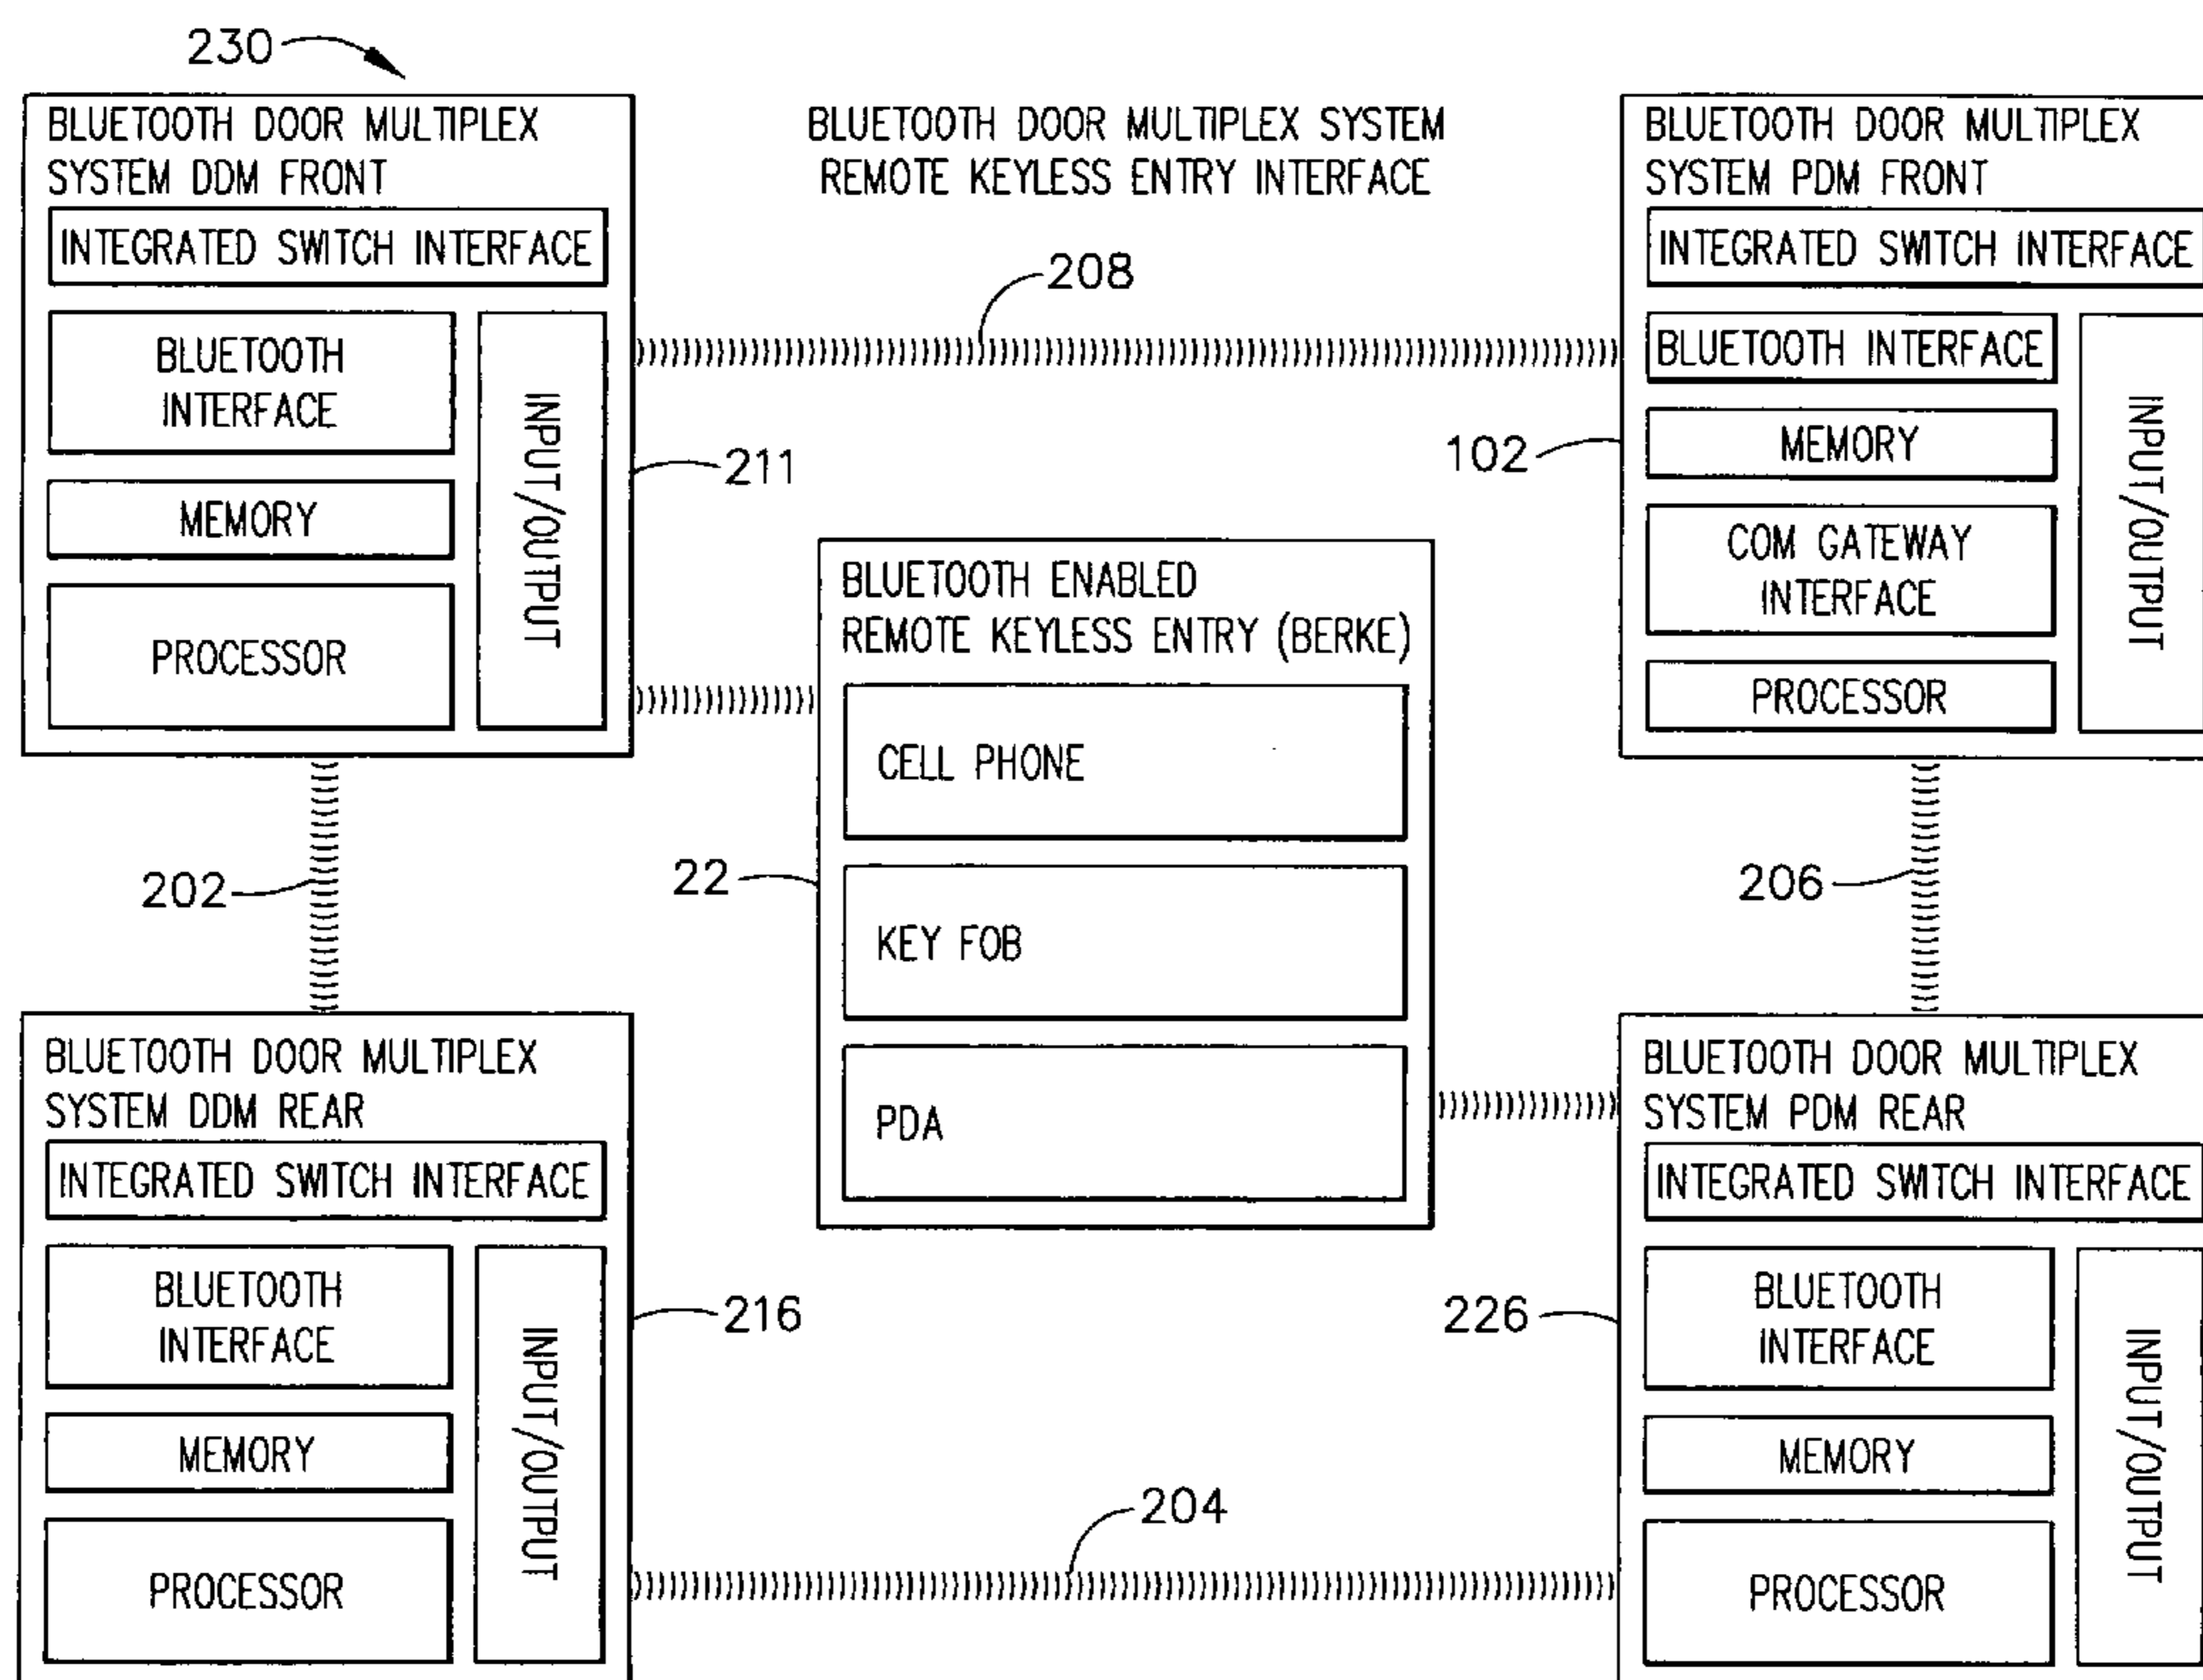 230
BLUETOOTH DOOR MULTIPLEX
SYSTEM DDM FRONT
INTEGRATED SWITCH INTERFACE
BLUETOOTH
INTERFACE
MEMORY
PROCESSOR
INPUT/OUTPUT
211
BLUETOOTH DOOR MULTIPLEX SYSTEM
REMOTE KEYLESS ENTRY INTERFACE
208
BLUETOOTH DOOR MULTIPLEX
SYSTEM PDM FRONT
INTEGRATED SWITCH INTERFACE
BLUETOOTH INTERFACE
MEMORY
COM GATEWAY
INTERFACE
PROCESSOR
INPUT/OUTPUT
102
BLUETOOTH ENABLED
REMOTE KEYLESS ENTRY (BERKE)
CELL PHONE
KEY FOB
PDA
22
202
206
BLUETOOTH DOOR MULTIPLEX
SYSTEM DDM REAR
INTEGRATED SWITCH INTERFACE
BLUETOOTH
INTERFACE
MEMORY
PROCESSOR
INPUT/OUTPUT
216
204
BLUETOOTH DOOR MULTIPLEX
SYSTEM PDM REAR
INTEGRATED SWITCH INTERFACE
BLUETOOTH
INTERFACE
MEMORY
PROCESSOR
INPUT/OUTPUT
226